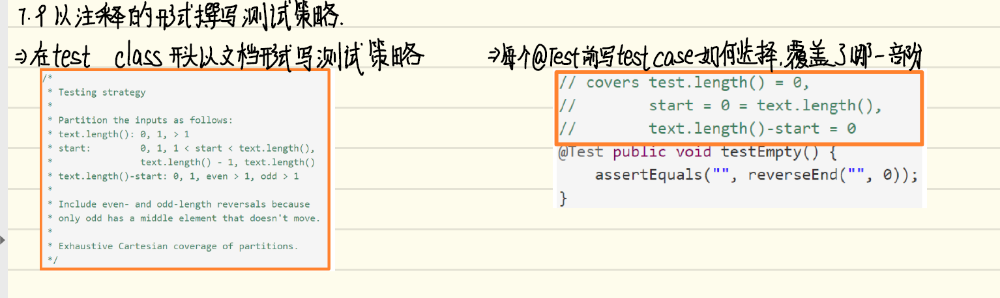 7.9 以注释的形式撰写测试策略.
⇒在test class 开头以文档形式写测试策略
/*
 * Testing strategy
 *
 * Partition the inputs as follows:
 * text.length(): 0, 1, > 1
 * start:         0, 1, 1 < start < text.length(),
 *                text.length() - 1, text.length()
 * text.length()-start: 0, 1, even > 1, odd > 1
 *
 * Include even- and odd-length reversals because
 * only odd has a middle element that doesn't move.
 *
 * Exhaustive Cartesian coverage of partitions.
 */
⇒每个@Test前写test case如何选择,覆盖了哪一部分
// covers test.length() = 0,
//        start = 0 = text.length(),
//        text.length()-start = 0
@Test public void testEmpty() {
    assertEquals("", reverseEnd("", 0));
}